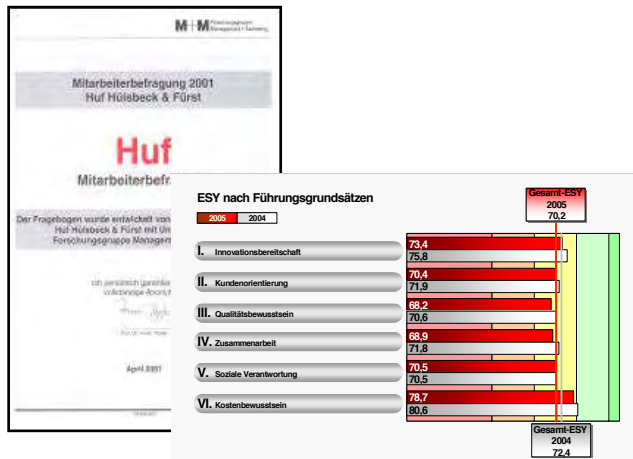 M+M
Mitarbeiterbefragung 2001
Huf Hülsbeck & Fürst
Huf
Mitarbeiterbefr
Der Fragebogen wurde entwickelt von
Huf Hülsbeck & Fürst mit
Forschungsgruppe Manage
April 2001
ESY nach Führungsgrundsätzen
2005 2004
Gesamt-ESY
2005
70,2
I. Innovationsbereitschaft
73,4
75,8
II. Kundenorientierung
70,4
71,9
III. Qualitätsbewusstsein
68,2
70,6
IV. Zusammenarbeit
68,9
71,8
V. Soziale Verantwortung
70,5
70,5
VI. Kostenbewusstsein
78,7
80,6
Gesamt-ESY
2004
72,4